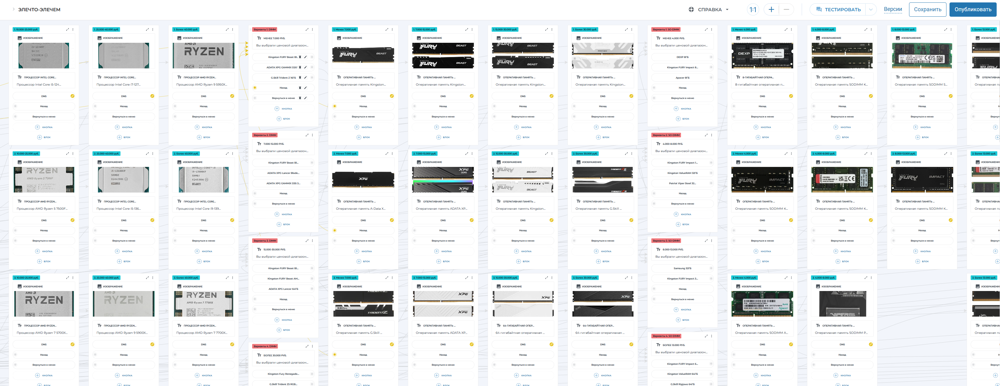 ЭЛЕЧТО-ЭЛЕЧЕМ
СПРАВКА
1:1
ТЕСТИРОВАТЬ
Версии
Сохранить
Опубликовать
1. 10.000-25.000 руб.
ИЗОБРАЖЕНИЕ
ПРОЦЕССОР INTEL CORE...
Процессор Intel Core i5-124...
DNS
Назад
Вернуться в меню
КНОПКА
БЛОК
2. 10.000-25.000 руб.
ИЗОБРАЖЕНИЕ
RYZEN
AMD Ryzen 5 7500F
ПРОЦЕССОР AMD RYZEN...
Процессор AMD Ryzen 5 7500F...
DNS
Назад
Вернуться в меню
КНОПКА
БЛОК
3. 10.000-25.000 руб.
ИЗОБРАЖЕНИЕ
AMD
RYZEN
ПРОЦЕССОР AMD RYZEN...
Процессор AMD Ryzen 7 5700X...
DNS
Назад
Вернуться в меню
КНОПКА
БЛОК
1. 25.000-40.000 руб.
ИЗОБРАЖЕНИЕ
ПРОЦЕССОР INTEL CORE...
Процессор Intel Core i7-127...
DNS
Назад
Вернуться в меню
КНОПКА
БЛОК
2. 25.000-40.000 руб.
ИЗОБРАЖЕНИЕ
i5-13600KF
SRMBE
X244J906
ПРОЦЕССОР INTEL CORE...
Процессор Intel Core i5-136...
DNS
Назад
Вернуться в меню
КНОПКА
БЛОК
3. 25.000-40.000 руб.
ИЗОБРАЖЕНИЕ
AMD
RYZEN
ПРОЦЕССОР AMD RYZEN...
Процессор AMD Ryzen 9 5900X...
DNS
Назад
Вернуться в меню
КНОПКА
БЛОК
1. Более 40.000 руб.
ИЗОБРАЖЕНИЕ
AMD
RYZEN
ПРОЦЕССОР AMD RYZEN...
Процессор AMD Ryzen 9 5950X...
DNS
Назад
Вернуться в меню
КНОПКА
БЛОК
2. Более 40.000 руб.
ИЗОБРАЖЕНИЕ
i9-13900KF
SRMBJ
X245J096
ПРОЦЕССОР INTEL CORE...
Процессор Intel Core i9-139...
DNS
Назад
Вернуться в меню
КНОПКА
БЛОК
3. Более 40.000 руб.
ИЗОБРАЖЕНИЕ
RYZEN
AMD Ryzen 7 7700X
ПРОЦЕССОР AMD RYZEN...
Процессор AMD Ryzen 7 7700X...
DNS
Назад
Вернуться в меню
КНОПКА
БЛОК
Варианты 1. DIMM
МЕНЕЕ 7.000 РУБ.
Вы выбрали ценовой диапазон...
Kingston FURY Beast Bl...
ADATA XPG GAMMIX D20
G.Skill Trident Z 16ГБ
Назад
Вернуться в меню
КНОПКА
БЛОК
Варианты 2. DIMM
7.000-15.000 РУБ.
Вы выбрали ценовой диапазон...
Kingston FURY Beast Bl...
ADATA XPG Lancer Blade...
ADATA XPG GAMMIX D35 3...
Назад
Вернуться в меню
КНОПКА
БЛОК
Варианты 3. DIMM
15.000-30.000 РУБ.
Вы выбрали ценовой диапазон...
Kingston FURY Beast Bl...
Kingston FURY Beast AM...
ADATA XPG Lancer 64ГБ
Назад
Вернуться в меню
КНОПКА
БЛОК
Варианты 4. DIMM
БОЛЕЕ 30.000 РУБ.
Вы выбрали ценовой диапазон...
Kingston Fury Renegade...
G.Skill Trident Z5 RGB...
1. Менее 7.000 руб.
ИЗОБРАЖЕНИЕ
FURY BEAST
ОПЕРАТИВНАЯ ПАМЯТЬ ...
Оперативная память Kingston...
DNS
Назад
Вернуться в меню
КНОПКА
БЛОК
2. Менее 7.000 руб.
ИЗОБРАЖЕНИЕ
XPG
ОПЕРАТИВНАЯ ПАМЯТЬ ...
Оперативная память A-Data X...
DNS
Назад
Вернуться в меню
КНОПКА
БЛОК
3. Менее 7.000 руб.
ИЗОБРАЖЕНИЕ
TRIDENTZ
G.SKILL
TRIDENTZ
ОПЕРАТИВНАЯ ПАМЯТЬ ...
Оперативная память G.Skill ...
DNS
Назад
Вернуться в меню
КНОПКА
БЛОК
1. 7.000-15.000 руб.
ИЗОБРАЖЕНИЕ
FURY BEAST
FURY BEAST
ОПЕРАТИВНАЯ ПАМЯТЬ ...
Оперативная память Kingston...
DNS
Назад
Вернуться в меню
КНОПКА
БЛОК
2. 7.000-15.000 руб.
ИЗОБРАЖЕНИЕ
XPG
DDR5
XPG
DDR5
ОПЕРАТИВНАЯ ПАМЯТЬ ...
Оперативная память ADATA XP...
DNS
Назад
Вернуться в меню
КНОПКА
БЛОК
3. 7.000-15.000 руб.
ИЗОБРАЖЕНИЕ
XPG
XPG
ОПЕРАТИВНАЯ ПАМЯТЬ ...
Оперативная память ADATA XP...
DNS
Назад
Вернуться в меню
КНОПКА
БЛОК
1. 15.000-30.000 руб.
ИЗОБРАЖЕНИЕ
FURY BEAST
FURY BEAST
ОПЕРАТИВНАЯ ПАМЯТЬ ...
Оперативная память Kingston...
DNS
Назад
Вернуться в меню
КНОПКА
БЛОК
2. 15.000-30.000 руб.
ИЗОБРАЖЕНИЕ
FURY BEAST
FURY BEAST
ОПЕРАТИВНАЯ ПАМЯТЬ ...
Оперативная память Kingston...
DNS
Назад
Вернуться в меню
КНОПКА
БЛОК
3. 15.000-30.000 руб.
ИЗОБРАЖЕНИЕ
XPG
DDR5
64-ГИГАБАЙТНАЯ ОПЕР...
64-гигабайтная оперативная ...
DNS
Назад
Вернуться в меню
КНОПКА
БЛОК
1. Более 30.000 руб.
ИЗОБРАЖЕНИЕ
ОПЕРАТИВНАЯ ПАМЯТЬ ...
Оперативная память Kingston...
DNS
Назад
Вернуться в меню
КНОПКА
БЛОК
2. Более 30.000 руб.
ИЗОБРАЖЕНИЕ
ОПЕРАТИВНАЯ ПАМЯТЬ ...
Оперативная память G.Skill ...
DNS
Назад
Вернуться в меню
КНОПКА
БЛОК
3. Более 30.000 руб.
ИЗОБРАЖЕНИЕ
XPG
DDR5
64-ГИГАБАЙТНАЯ ОПЕР...
64-гигабайтная оперативная ...
DNS
Назад
Вернуться в меню
КНОПКА
БЛОК
Варианты 1. SO-DIMM
МЕНЕЕ 4.000 РУБ.
Вы выбрали ценовой диапазон...
DEXP 8ГБ
Kingston FURY Impact 8...
Apacer 8ГБ
Назад
Вернуться в меню
КНОПКА
БЛОК
Варианты 2. SO-DIMM
4.000-8.000 РУБ.
Вы выбрали ценовой диапазон...
Kingston FURY Impact 1...
Kingston ValueRAM 32ГБ
Patriot Viper Steel 32...
Назад
Вернуться в меню
КНОПКА
БЛОК
Варианты 3. SO-DIMM
8.000-13.000 РУБ.
Вы выбрали ценовой диапазон...
Samsung 32ГБ
Kingston FURY Impact 3...
Назад
Вернуться в меню
КНОПКА
БЛОК
Варианты 4. SO-DIMM
БОЛЕЕ 13.000 РУБ.
Вы выбрали ценовой диапазон...
Kingston FURY Impact 6...
Kingston ValueRAM 64ГБ
G.Skill Ripjaws 64ГБ
1. Менее 4.000 руб.
ИЗОБРАЖЕНИЕ
DEXP
8-ГИГАБАЙТНАЯ ОПЕРА...
8-гигабайтная оперативная п...
DNS
Назад
Вернуться в меню
КНОПКА
БЛОК
2. Менее 4.000 руб.
ИЗОБРАЖЕНИЕ
FURY IMPACT
ОПЕРАТИВНАЯ ПАМЯТЬ ...
Оперативная память SODIMM K...
DNS
Назад
Вернуться в меню
КНОПКА
БЛОК
3. Менее 4.000 руб.
ИЗОБРАЖЕНИЕ
Apacer
ОПЕРАТИВНАЯ ПАМЯТЬ ...
Оперативная память SODIMM A...
DNS
Назад
Вернуться в меню
КНОПКА
БЛОК
1. 4.000-8.000 руб.
ИЗОБРАЖЕНИЕ
ОПЕРАТИВНАЯ ПАМЯТЬ ...
Оперативная память SODIMM K...
DNS
Назад
Вернуться в меню
КНОПКА
БЛОК
2. 4.000-8.000 руб.
ИЗОБРАЖЕНИЕ
ОПЕРАТИВНАЯ ПАМЯТЬ ...
Оперативная память SODIMM K...
DNS
Назад
Вернуться в меню
КНОПКА
БЛОК
3. 4.000-8.000 руб.
ИЗОБРАЖЕНИЕ
VIPER STEEL
VIPER STEEL
ОПЕРАТИВНАЯ ПАМЯТЬ ...
Оперативная память SODIMM P...
DNS
Назад
Вернуться в меню
КНОПКА
БЛОК
1. 8.000-13.000 руб.
ИЗОБРАЖЕНИЕ
ОПЕРАТИВНАЯ ПАМЯТЬ ...
Оперативная память SODIMM S...
DNS
Назад
Вернуться в меню
КНОПКА
БЛОК
2. 8.000-13.000 руб.
ИЗОБРАЖЕНИЕ
FURY IMPACT
ОПЕРАТИВНАЯ ПАМЯТЬ ...
Оперативная память SODIMM K...
DNS
Назад
Вернуться в меню
КНОПКА
БЛОК
1. Более 13.000 руб
2. Более 13.000 руб
3. Более 13.000 руб